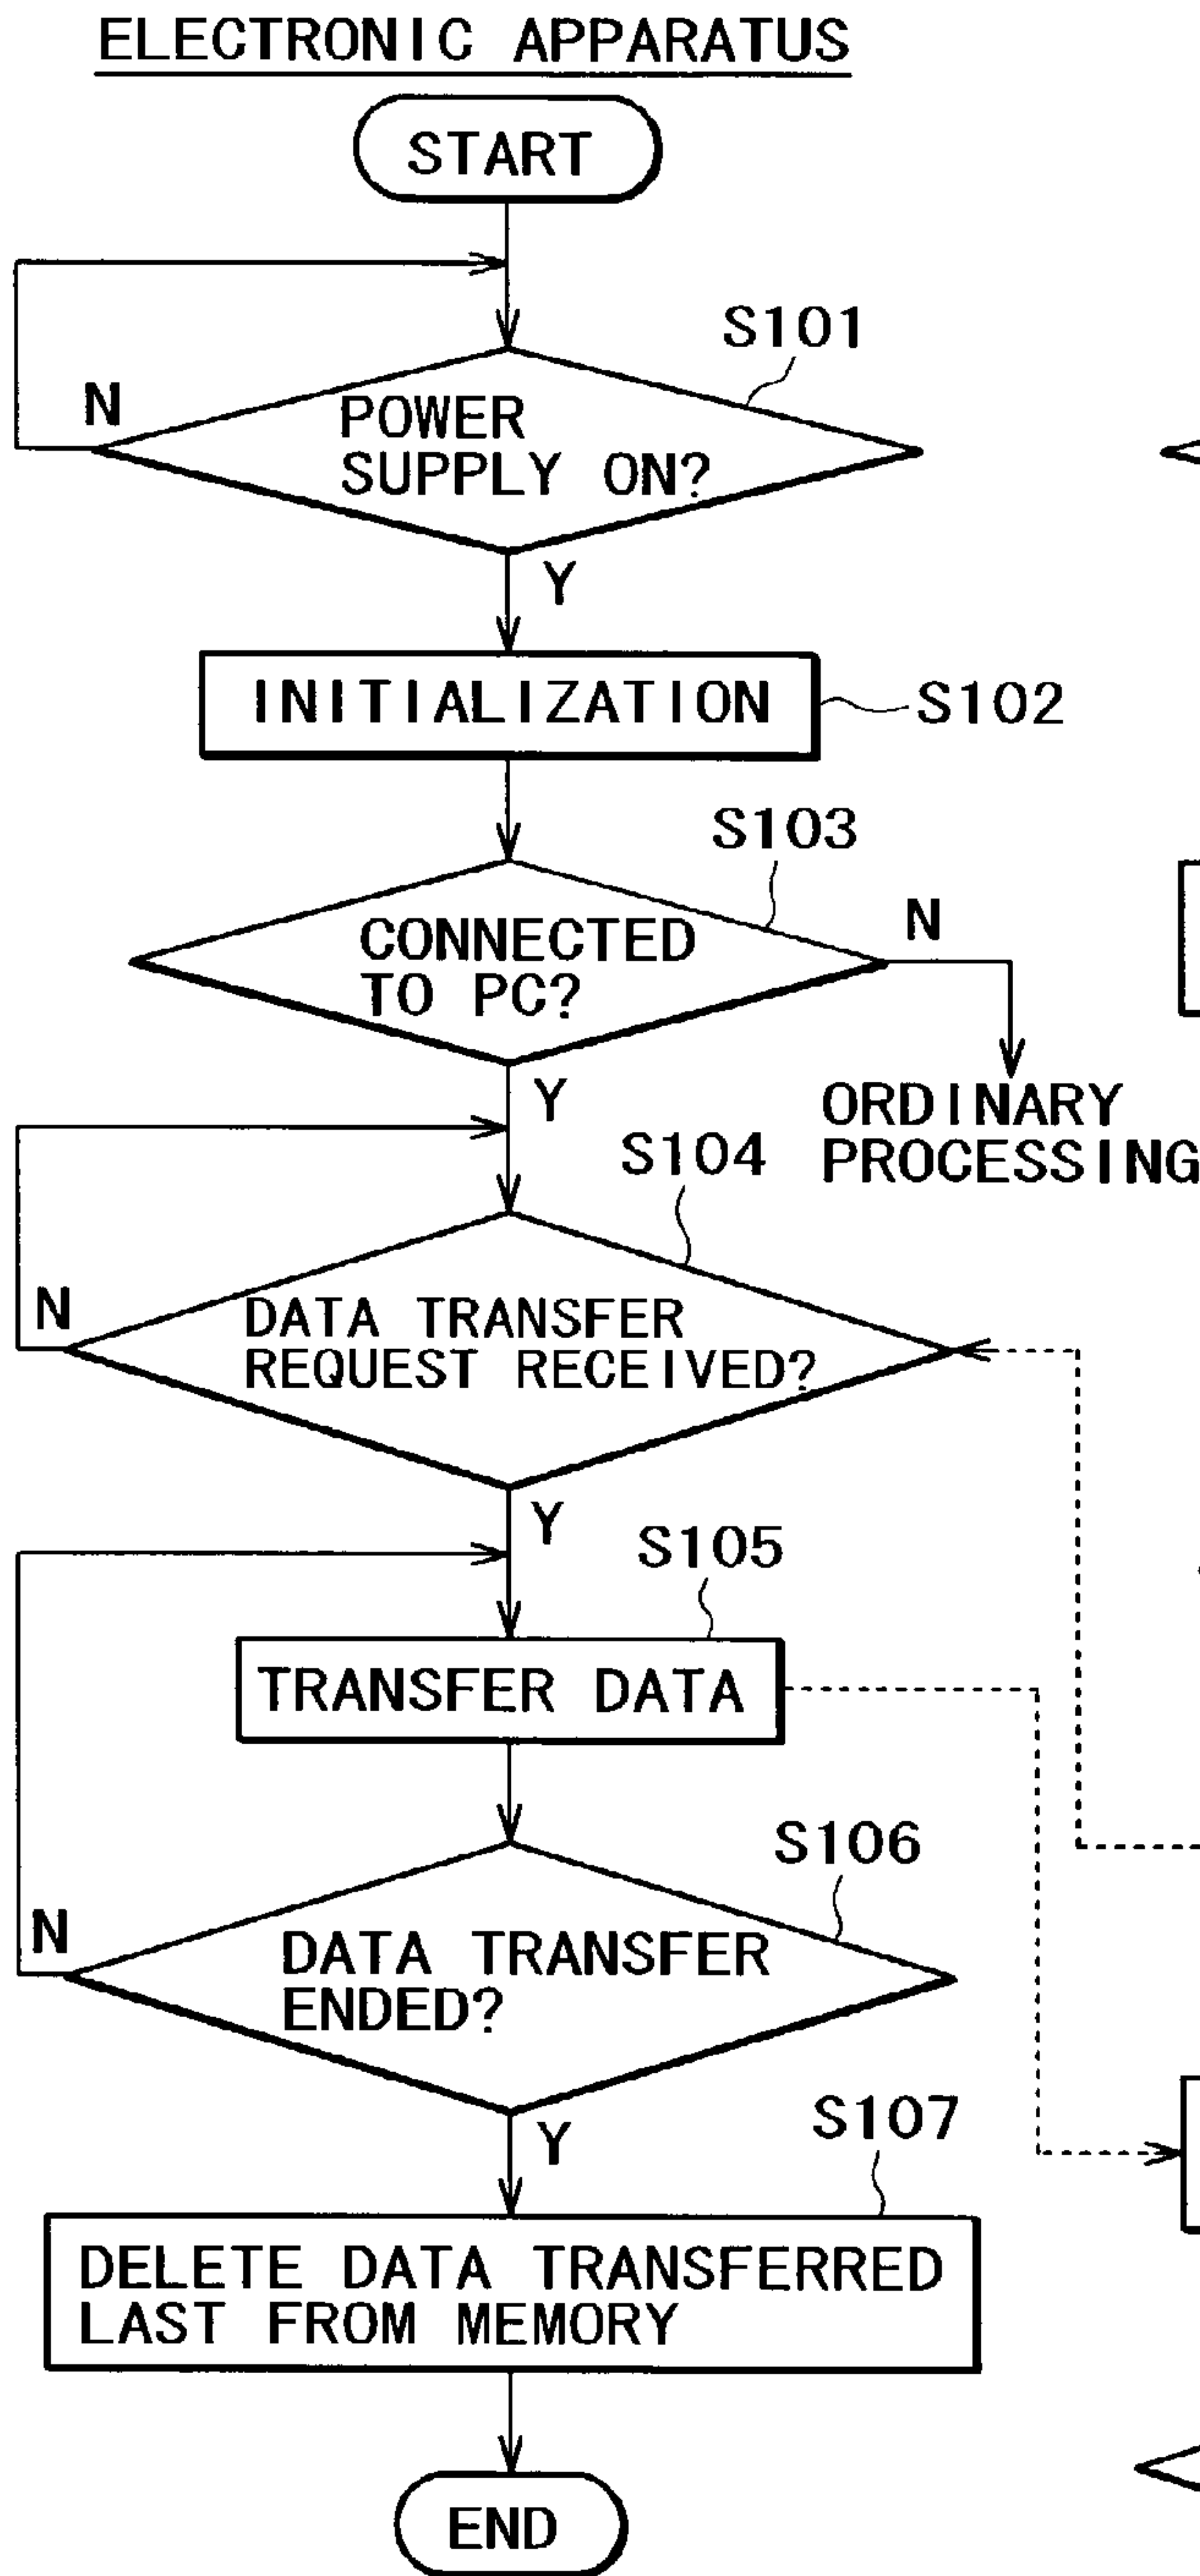 ELECTRONIC APPARATUS
START
S101
N
POWER
SUPPLY ON?
Y
INITIALIZATION
S102
S103
CONNECTED
TO PC?
N
Y
ORDINARY
PROCESSING
S104
N
DATA TRANSFER
REQUEST RECEIVED?
Y
S105
TRANSFER DATA
S106
N
DATA TRANSFER
ENDED?
Y
S107
DELETE DATA TRANSFERRED
LAST FROM MEMORY
END